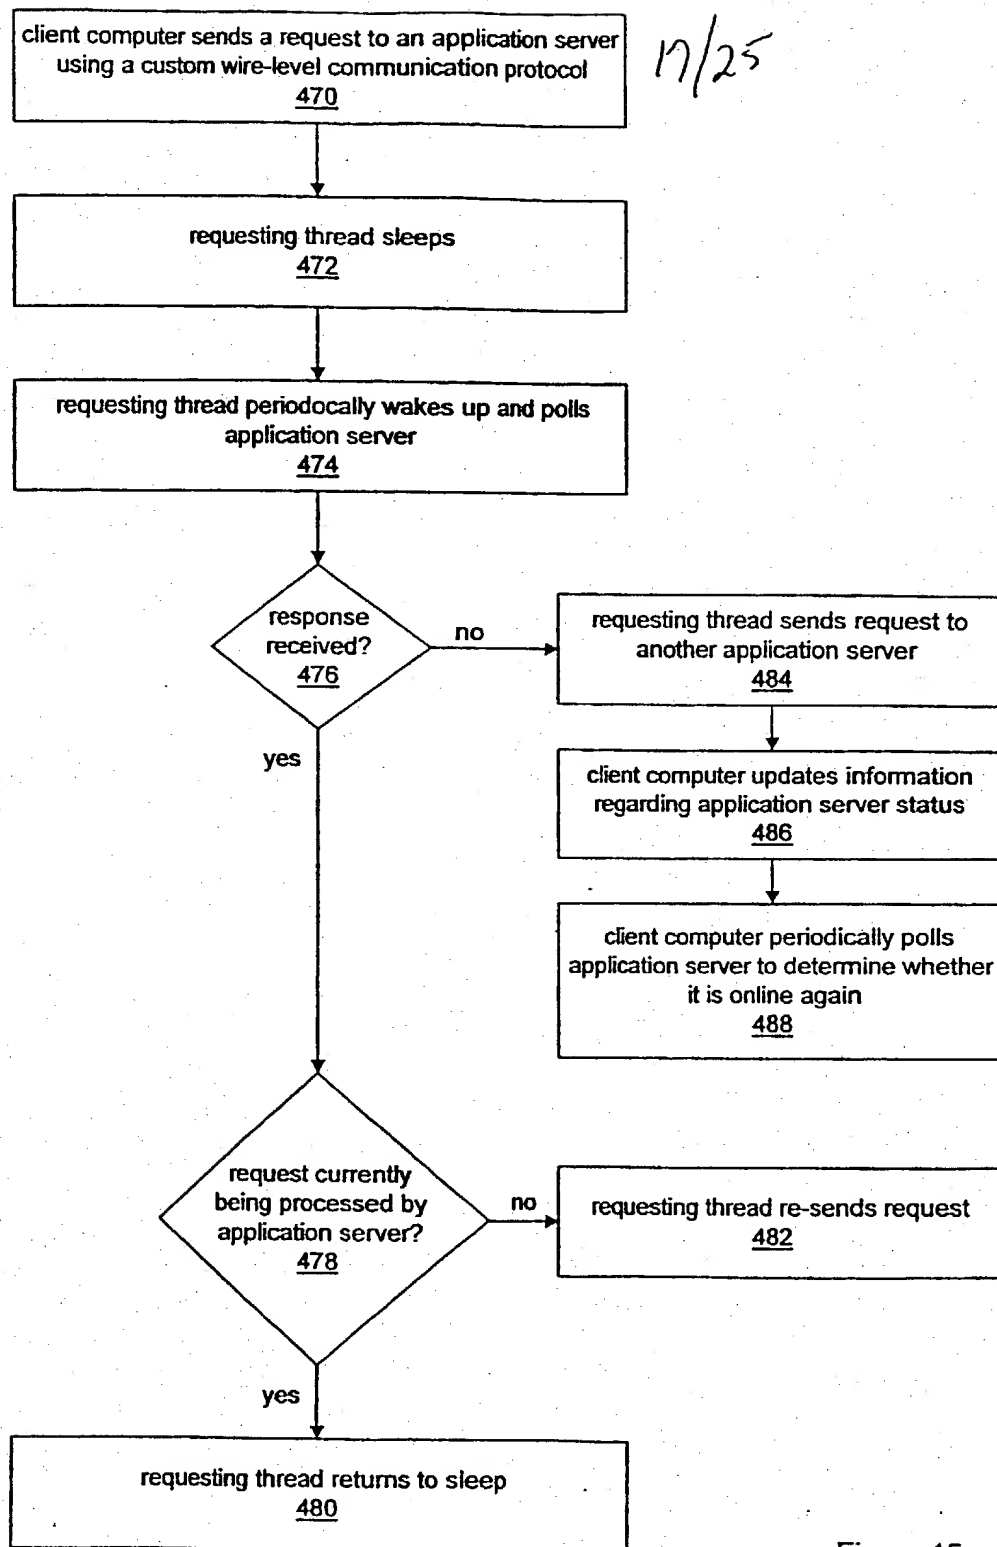 client computer sends a request to an application server
using a custom wire-level communication protocol
470
17/25
requesting thread sleeps
472
requesting thread periodocally wakes up and polls
application server
474
response
received?
476
no
yes
requesting thread sends request to
another application server
484
client computer updates information
regarding application server status
486
client computer periodically polls
application server to determine whether
it is online again
488
request currently
being processed by
application server?
478
no
requesting thread re-sends request
482
yes
requesting thread returns to sleep
480